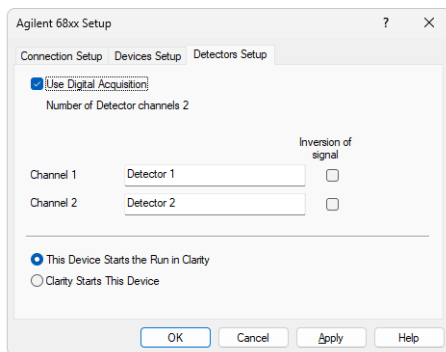 Agilent 68xx Setup ?
Connection Setup Devices Setup Detectors Setup
Use Digital Acquisition
Number of Detector channels 2
Inversion of
signal
Channel 1 Detector 1
Channel 2 Detector 2
This Device Starts the Run in Clarity
Clarity Starts This Device
OK Cancel Apply Help